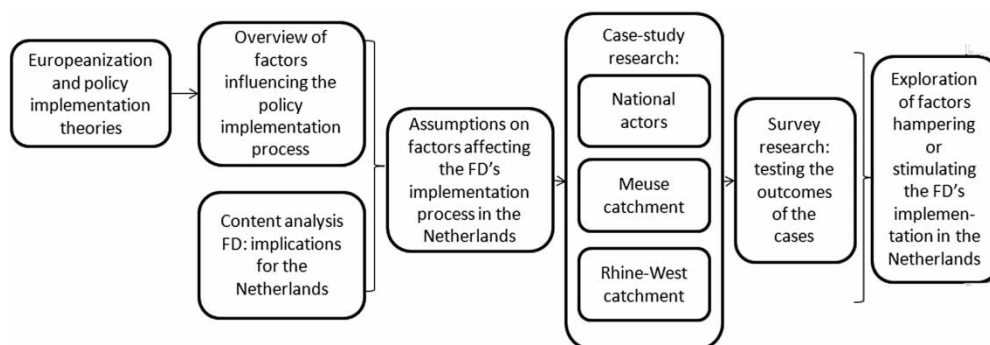 Europeanization
and policy
implementation
theories
Overview of
factors
influencing the
policy
implementation
process
Content analysis
FD: implications
for the
Netherlands
Assumptions on
factors affecting
the FD's
implementation
process in the
Netherlands
Case-study
research:
National
actors
Meuse
catchment
Rhine-West
catchment
Survey
research:
testing the
outcomes
of the
cases
Exploration
of factors
hampering
or
stimulating
the FD's
implemen-
tation in the
Netherlands